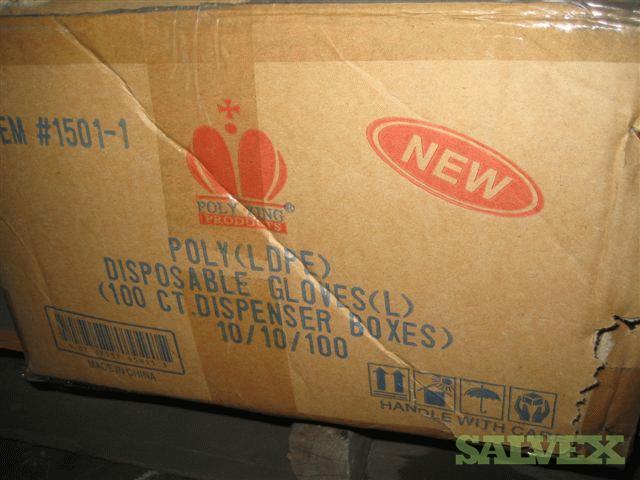 EM #1501-1
NEW
POLY KING®
PRODUCTS
POLY(LDPE)
DISPOSABLE GLOVES(L)
(100 CT.DISPENSER BOXES)
10/10/100
MADE IN CHINA
HANDLE WITH CAR
SALVEX